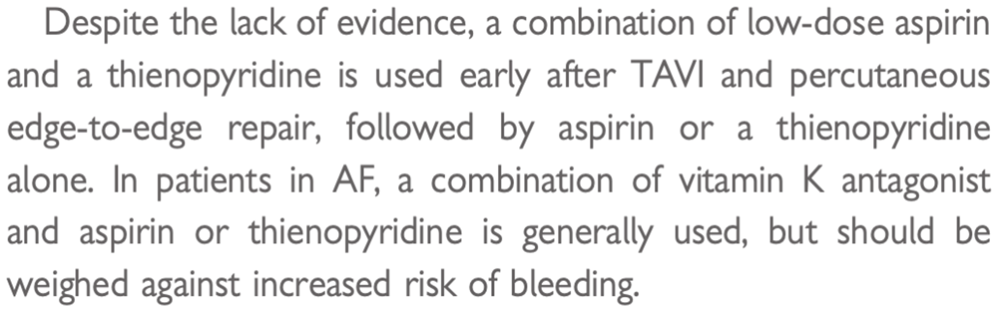 Despite the lack of evidence, a combination of low-dose aspirin
and a thienopyridine is used early after TAVI and percutaneous
edge-to-edge repair, followed by aspirin or a thienopyridine
alone. In patients in AF, a combination of vitamin K antagonist
and aspirin or thienopyridine is generally used, but should be
weighed against increased risk of bleeding.